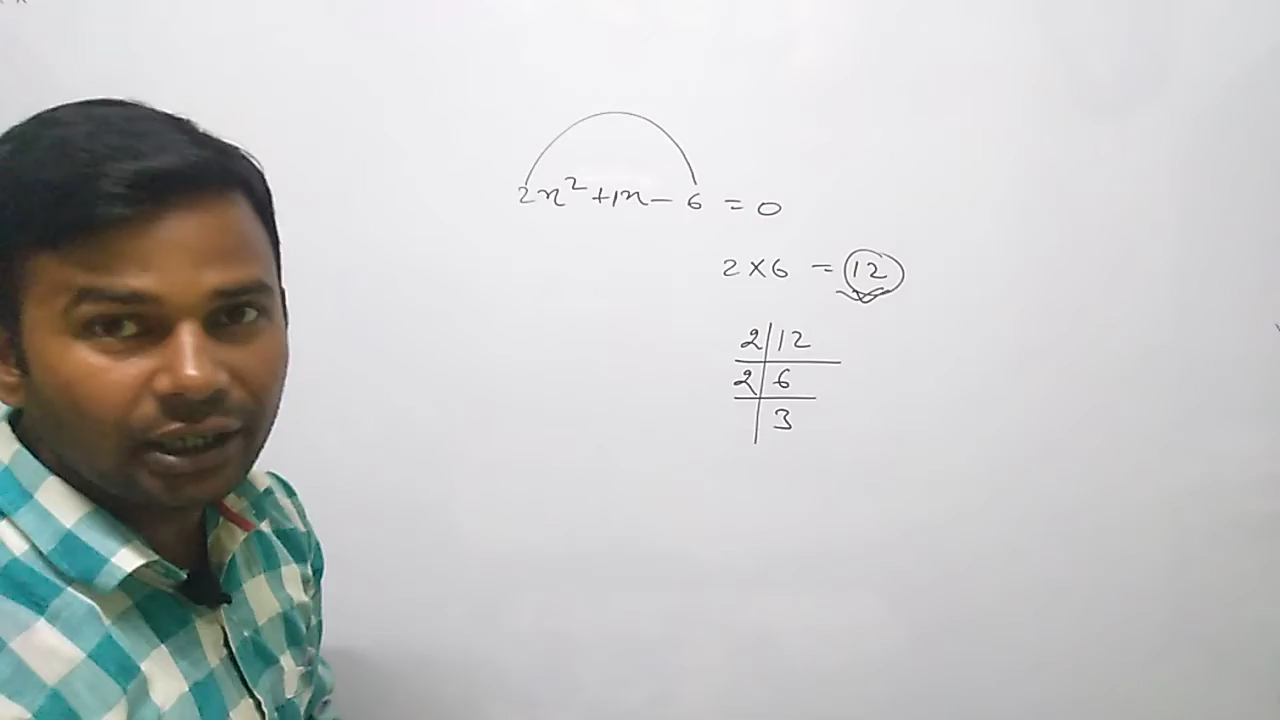 2x² + 1x − 6 = 0
2 × 6 = 12
2 | 12
2 | 6
| 3